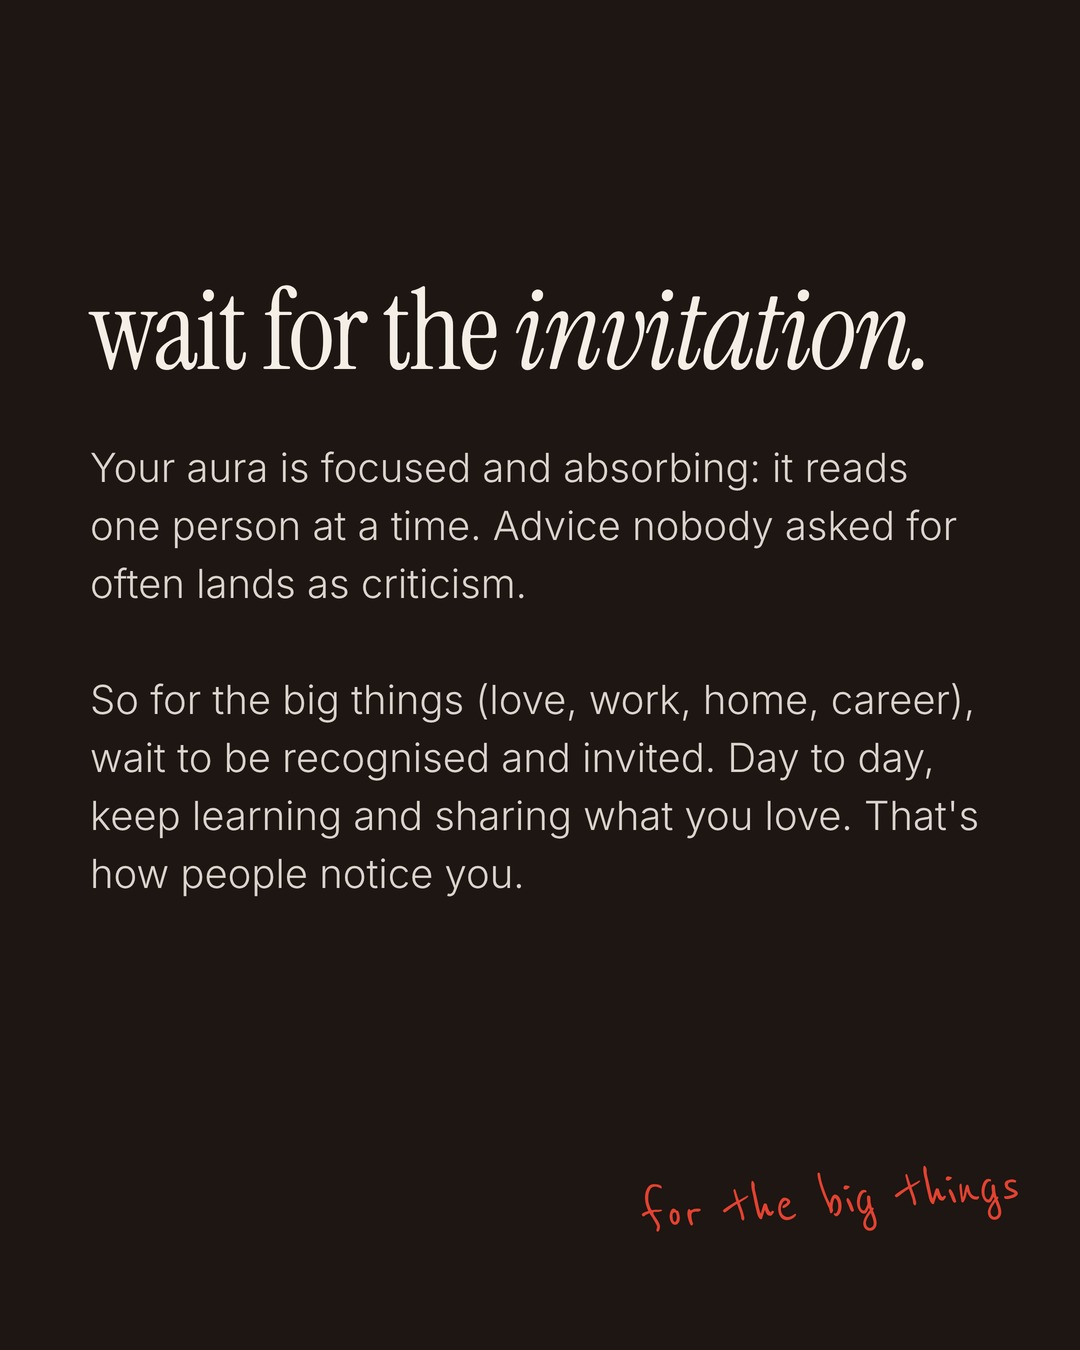 wait for the invitation.
Your aura is focused and absorbing: it reads
one person at a time. Advice nobody asked for
often lands as criticism.
So for the big things (love, work, home, career),
wait to be recognised and invited. Day to day,
keep learning and sharing what you love. That's
how people notice you.
for the big things